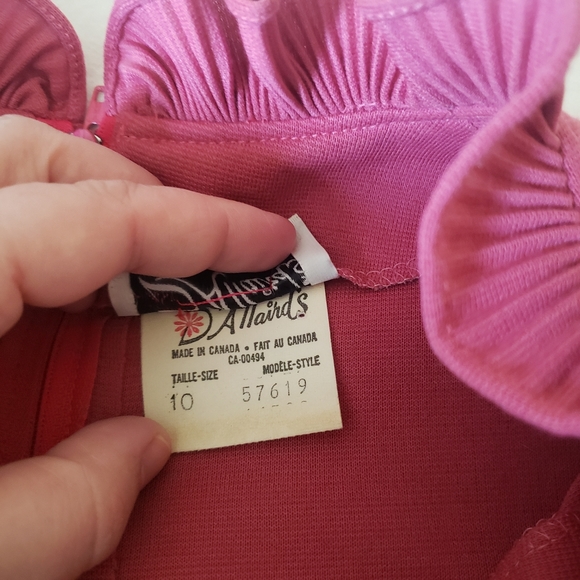 D'Allaird's
MADE IN CANADA • FAIT AU CANADA
CA-00494
TAILLE-SIZE MODÈLE-STYLE
10 57619